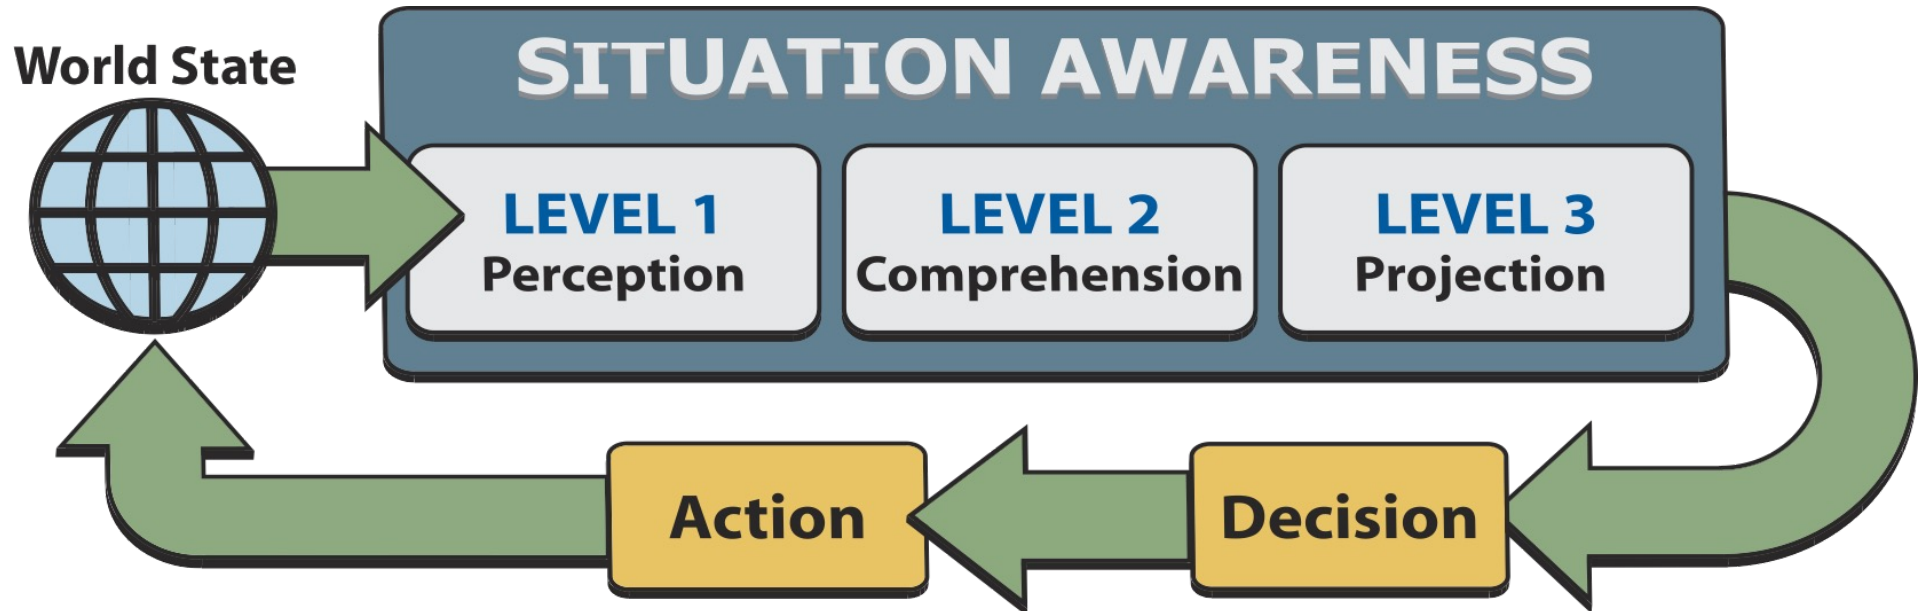 World State
SITUATION AWARENESS
LEVEL 1
Perception
LEVEL 2
Comprehension
LEVEL 3
Projection
Action
Decision